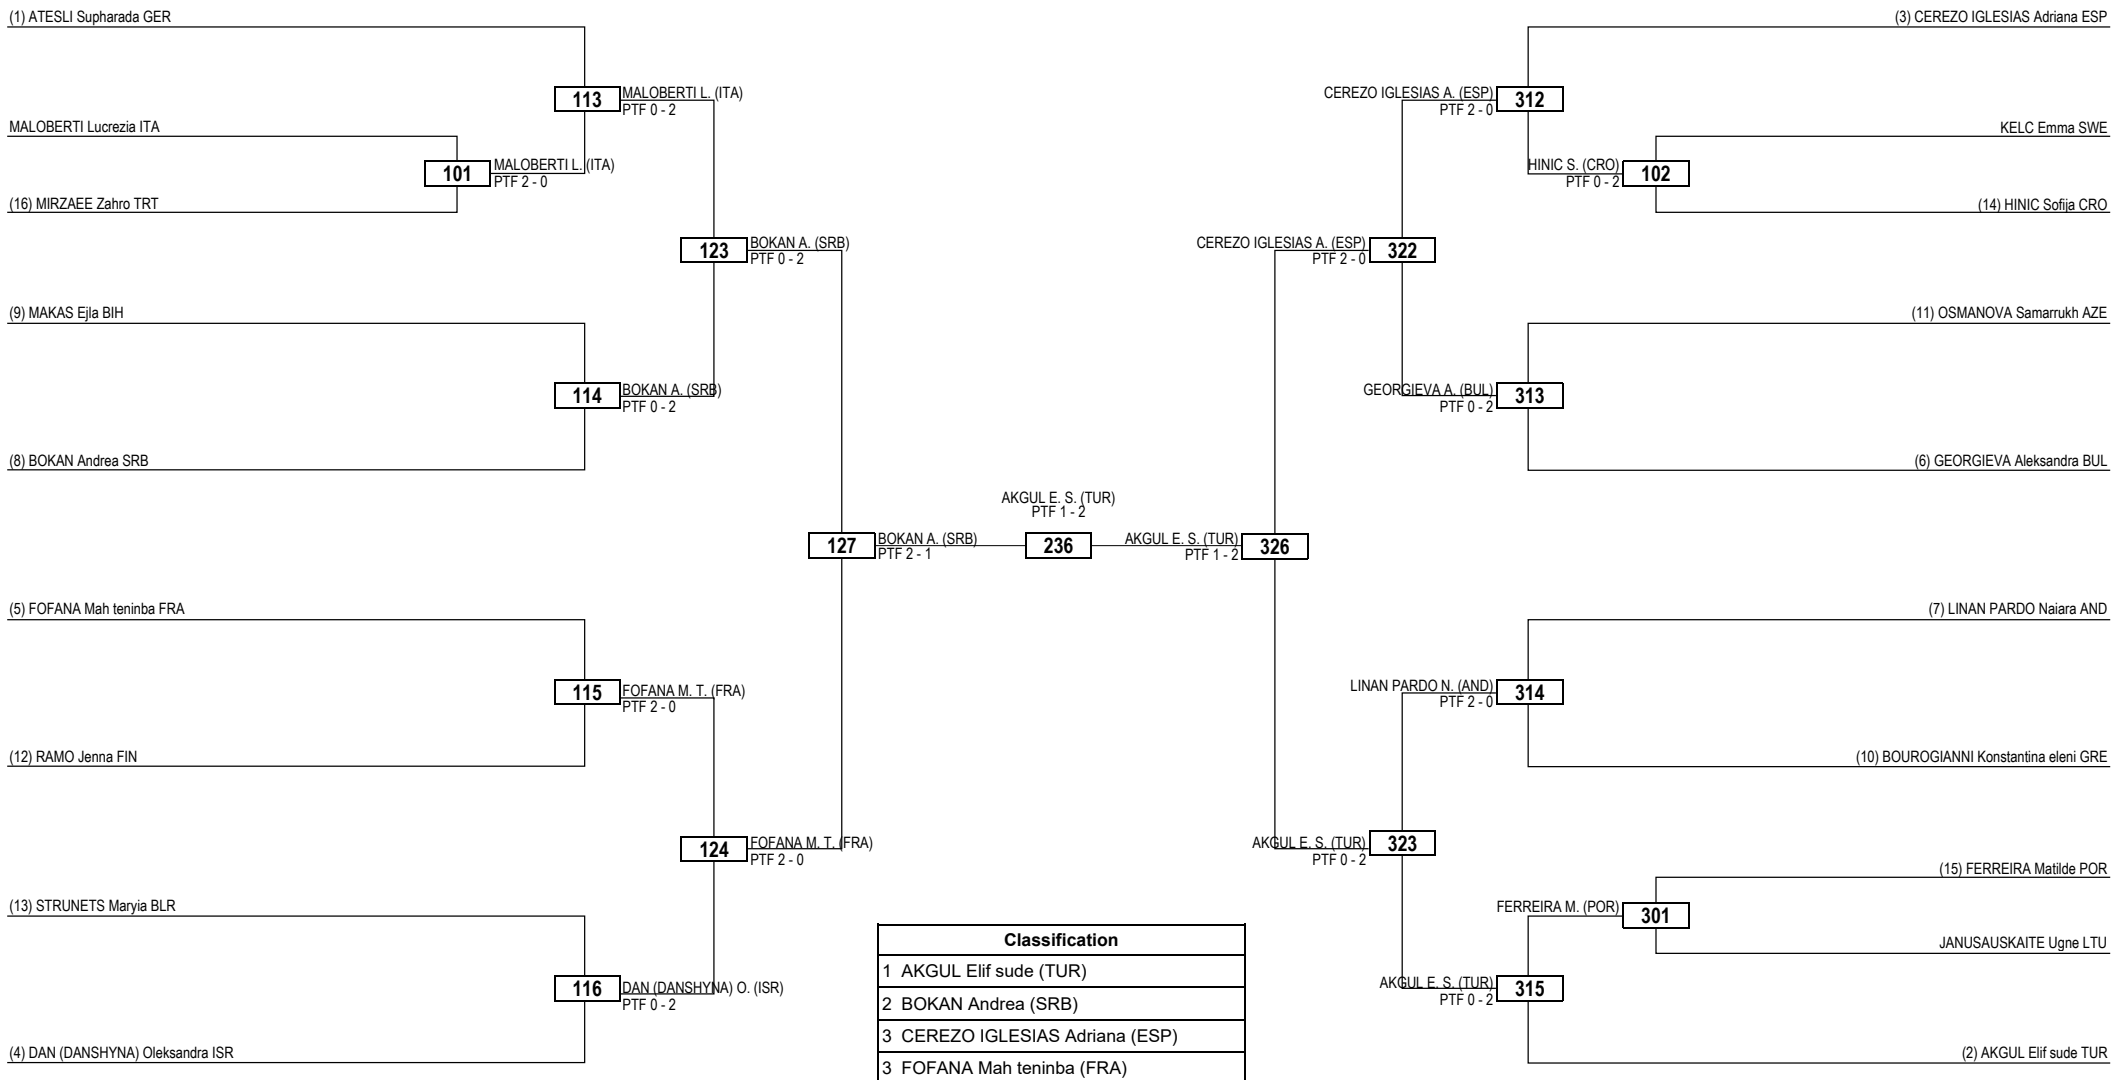 (1) ATESLI Supharada GER
(3) CEREZO IGLESIAS Adriana ESP
113
MALOBERTI L. (ITA)
PTF 0 - 2
CEREZO IGLESIAS A. (ESP)
PTF 2 - 0
312
MALOBERTI Lucrezia ITA
KELC Emma SWE
101
MALOBERTI L. (ITA)
PTF 2 - 0
HINIC S. (CRO)
PTF 0 - 2
102
(16) MIRZAEE Zahro TRT
(14) HINIC Sofija CRO
123
BOKAN A. (SRB)
PTF 0 - 2
CEREZO IGLESIAS A. (ESP)
PTF 2 - 0
322
(9) MAKAS Ejla BIH
(11) OSMANOVA Samarrukh AZE
114
BOKAN A. (SRB)
PTF 0 - 2
GEORGIEVA A. (BUL)
PTF 0 - 2
313
(8) BOKAN Andrea SRB
(6) GEORGIEVA Aleksandra BUL
AKGUL E. S. (TUR)
PTF 1 - 2
127
BOKAN A. (SRB)
PTF 2 - 1
236
AKGUL E. S. (TUR)
PTF 1 - 2
326
(5) FOFANA Mah teninba FRA
(7) LINAN PARDO Naiara AND
115
FOFANA M. T. (FRA)
PTF 2 - 0
LINAN PARDO N. (AND)
PTF 2 - 0
314
(12) RAMO Jenna FIN
(10) BOUROGIANNI Konstantina eleni GRE
124
FOFANA M. T. (FRA)
PTF 2 - 0
AKGUL E. S. (TUR)
PTF 0 - 2
323
(15) FERREIRA Matilde POR
(13) STRUNETS Maryia BLR
FERREIRA M. (POR)
301
JANUSAUSKAITE Ugne LTU
116
DAN (DANSHYNA) O. (ISR)
PTF 0 - 2
AKGUL E. S. (TUR)
PTF 0 - 2
315
(4) DAN (DANSHYNA) Oleksandra ISR
(2) AKGUL Elif sude TUR
Classification
1 AKGUL Elif sude (TUR)
2 BOKAN Andrea (SRB)
3 CEREZO IGLESIAS Adriana (ESP)
3 FOFANA Mah teninba (FRA)